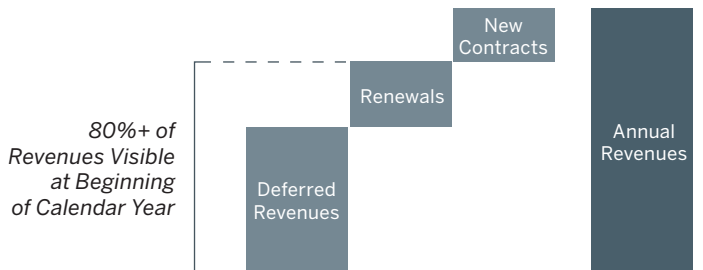 80%+ of
Revenues Visible
at Beginning
of Calendar Year
Deferred
Revenues
Renewals
New
Contracts
Annual
Revenues